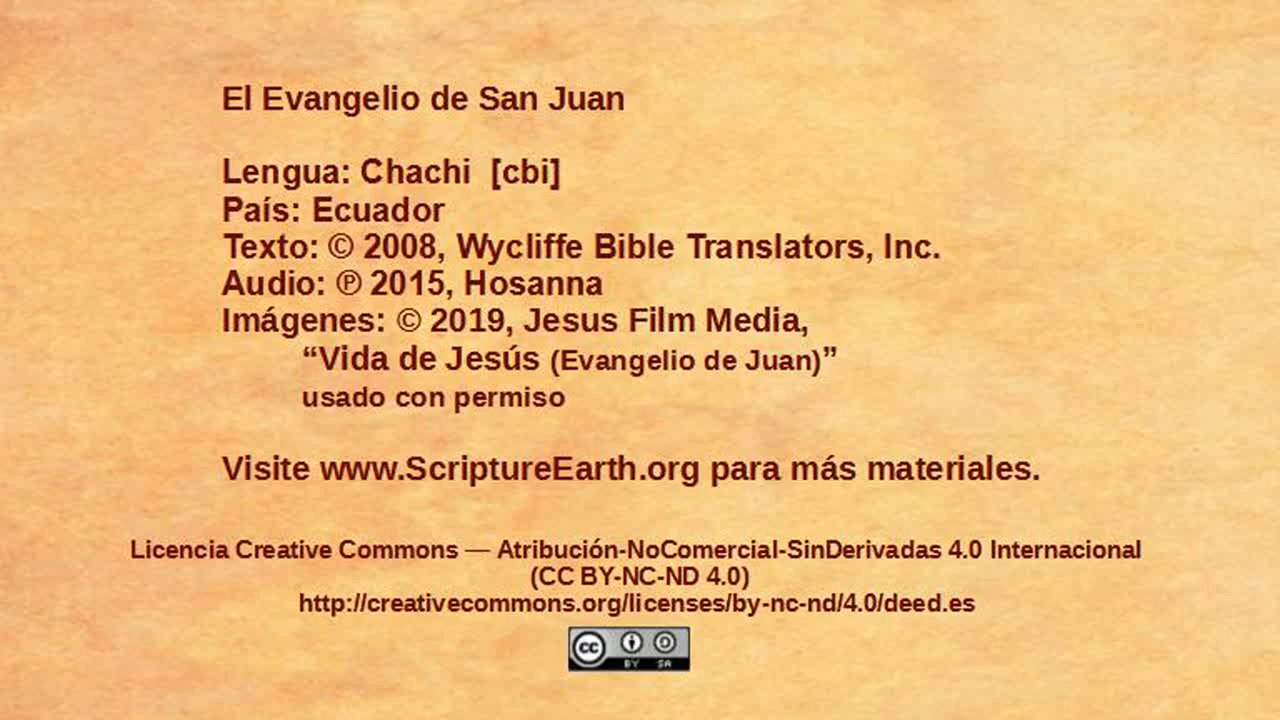 El Evangelio de San Juan
Lengua: Chachi [cbi]
País: Ecuador
Texto: © 2008, Wycliffe Bible Translators, Inc.
Audio: ℗ 2015, Hosanna
Imágenes: © 2019, Jesus Film Media,
“Vida de Jesús (Evangelio de Juan)”
usado con permiso
Visite www.ScriptureEarth.org para más materiales.
Licencia Creative Commons — Atribución-NoComercial-SinDerivadas 4.0 Internacional
(CC BY-NC-ND 4.0)
http://creativecommons.org/licenses/by-nc-nd/4.0/deed.es
cc
BY SA